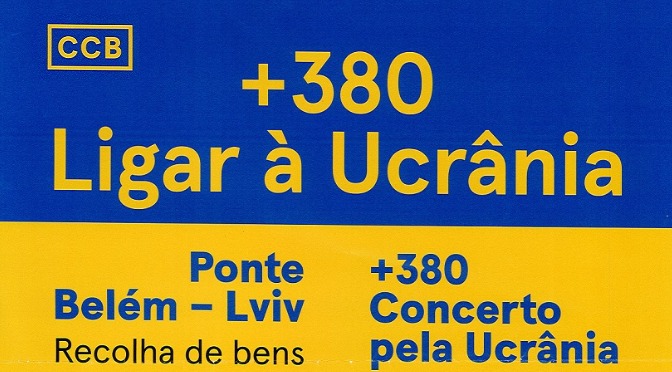 CCB
+380
Ligar à Ucrânia
Ponte
Belém – Lviv
Recolha de bens
+380
Concerto
pela Ucrânia